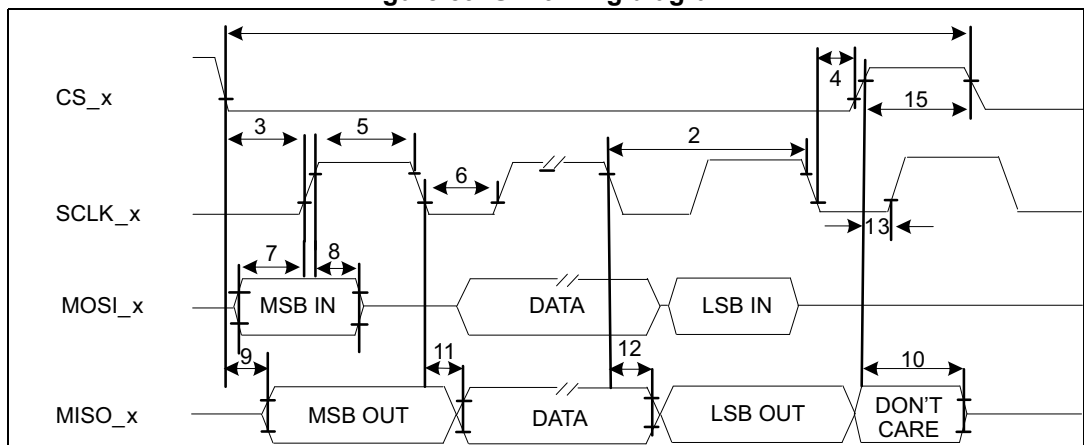 4
CS_x
15
3
5
2
6
SCLK_x
13
7
8
MOSI_x
MSB IN
DATA
LSB IN
9
11
12
10
MISO_x
MSB OUT
DATA
LSB OUT
DON'T
CARE